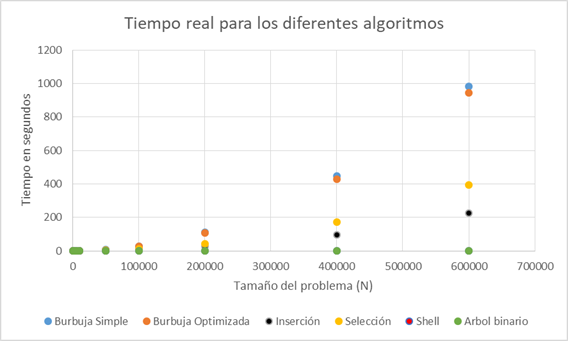 Tiempo real para los diferentes algoritmos
Tiempo en segundos
1200
1000
800
600
400
200
0
0 100000 200000 300000 400000 500000 600000 700000
Tamaño del problema (N)
Burbuja Simple Burbuja Optimizada Inserción Selección Shell Arbol binario